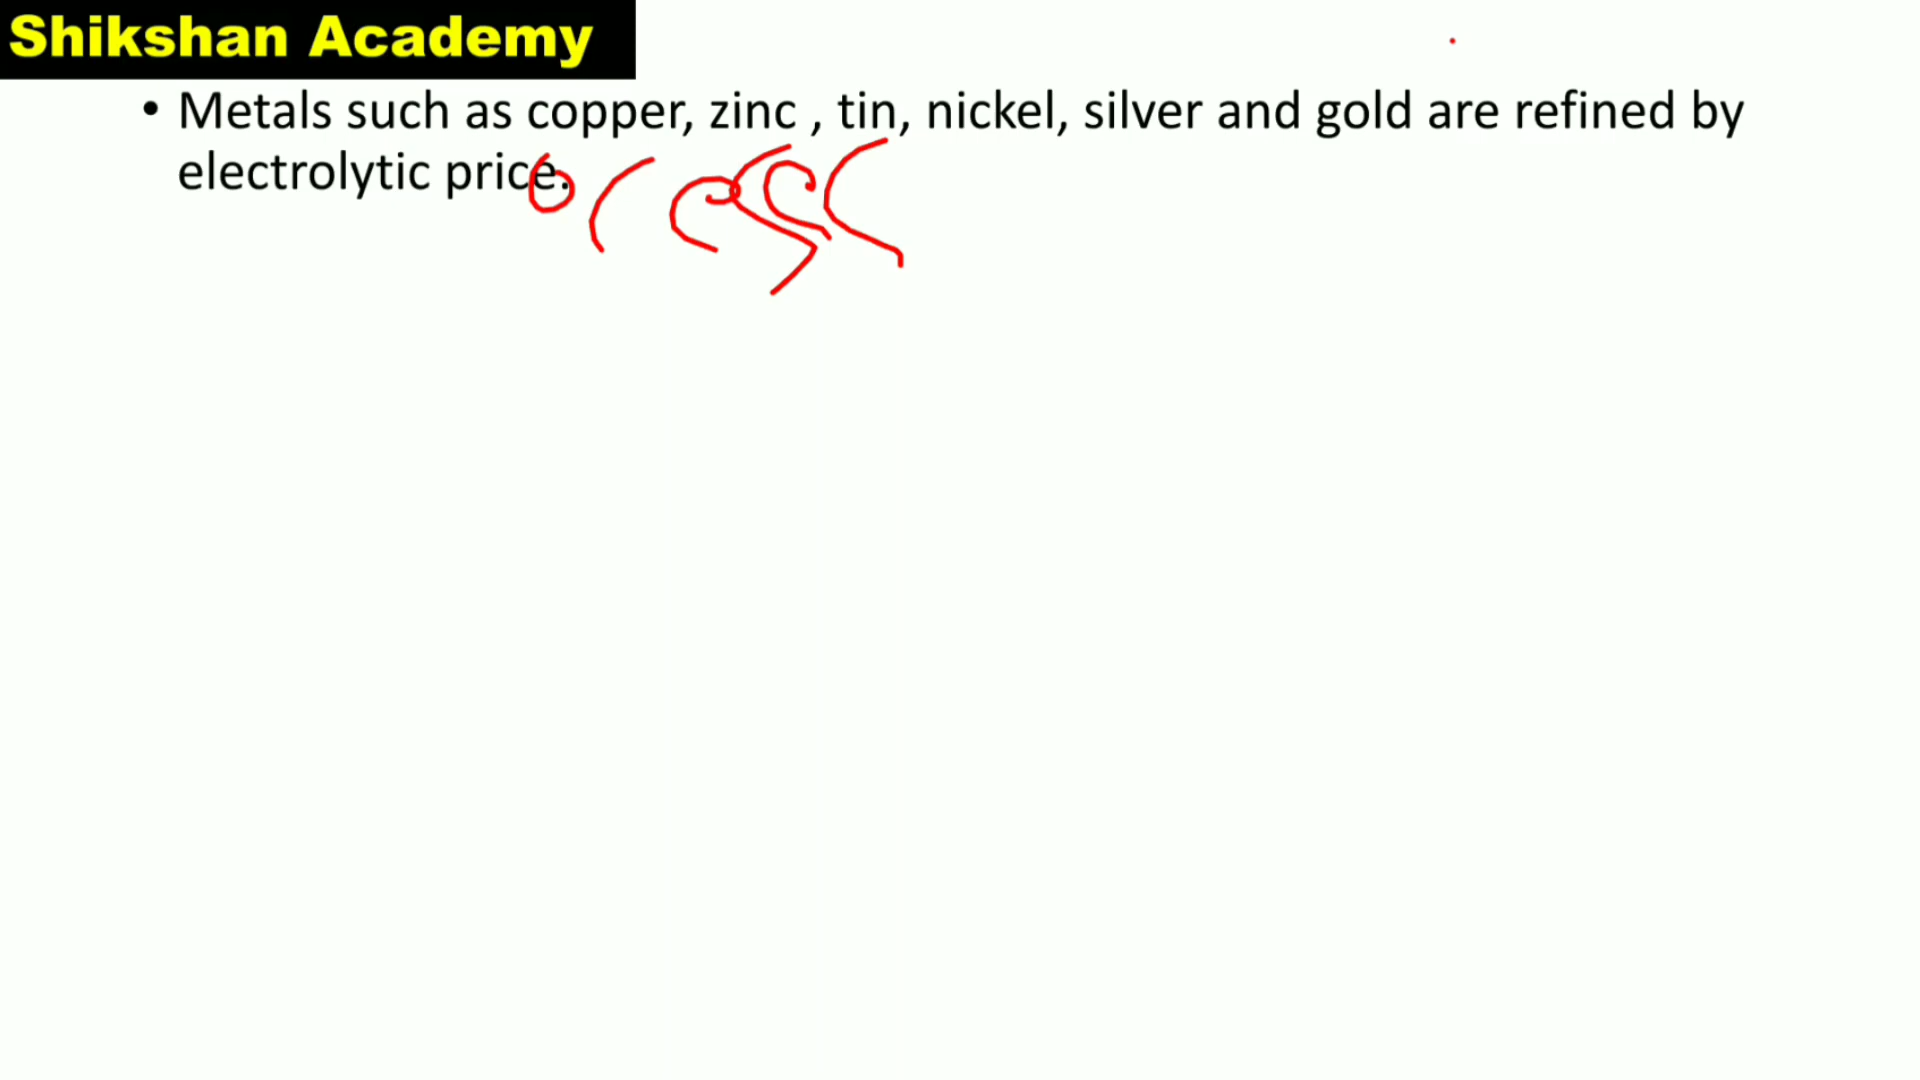 Shikshan Academy
• Metals such as copper, zinc , tin, nickel, silver and gold are refined by
electrolytic price.